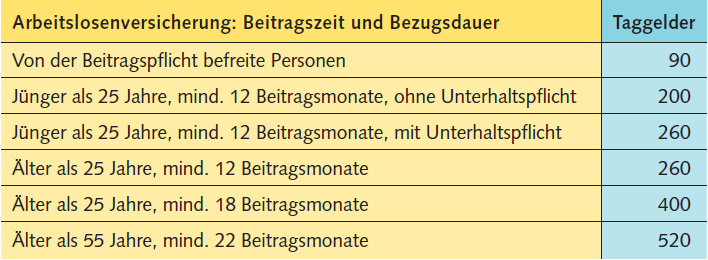 Arbeitslosenversicherung: Beitragszeit und Bezugsdauer Taggelder
Von der Beitragspflicht befreite Personen 90
Jünger als 25 Jahre, mind. 12 Beitragsmonate, ohne Unterhaltspflicht 200
Jünger als 25 Jahre, mind. 12 Beitragsmonate, mit Unterhaltspflicht 260
Älter als 25 Jahre, mind. 12 Beitragsmonate 260
Älter als 25 Jahre, mind. 18 Beitragsmonate 400
Älter als 55 Jahre, mind. 22 Beitragsmonate 520